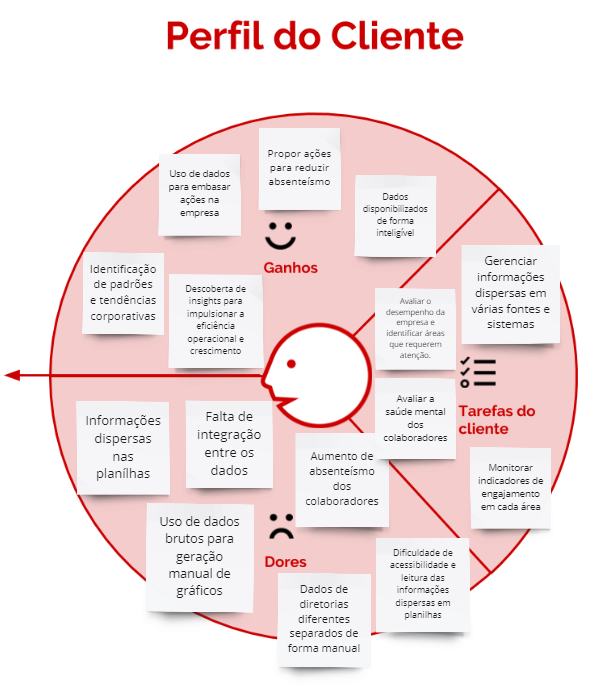 Perfil do Cliente
Propor ações
para reduzir
absenteísmo
Uso de dados
para embasar
ações na
empresa
Dados
disponibilizados
de forma
inteligível
Ganhos
Identificação
de padrões
e tendências
corporativas
Descoberta de
insights para
impulsionar a
eficiência
operacional e
crescimento
Gerenciar
informações
dispersas em
várias fontes e
sistemas
Avaliar o
desempenho da
empresa e
identificar áreas
que requerem
atenção.
Avaliar a
saúde mental
dos
colaboradores
Tarefas do
cliente
Monitorar
indicadores de
engajamento
em cada área
Informações
dispersas
nas
planílhas
Falta de
integração
entre os
dados
Aumento de
absenteísmo
dos
colaboradores
Uso de dados
brutos para
geração
manual de
gráficos
Dores
Dados de
diretorias
diferentes
separados de
forma manual
Dificuldade de
acessibilidade e
leitura das
informações
dispersas em
planilhas